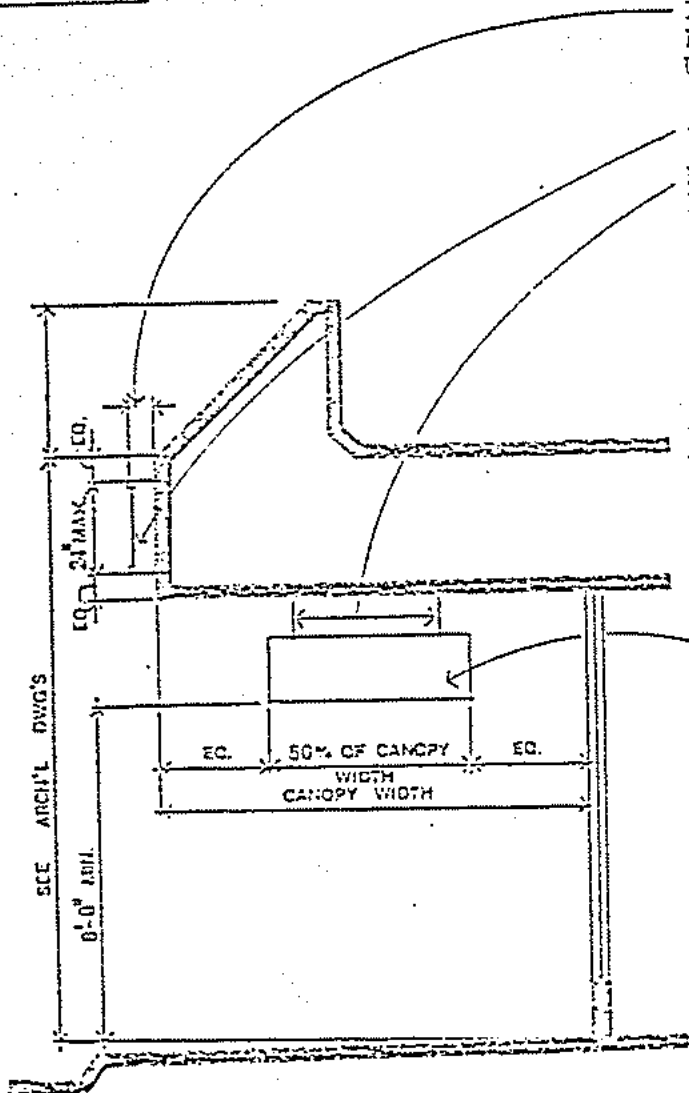 EQ.
24" MAX.
EQ.
SEE ARCH'L DWG'S
8'-0" MIN.
EQ. 50% OF CANOPY EQ.
WIDTH
CANOPY WIDTH